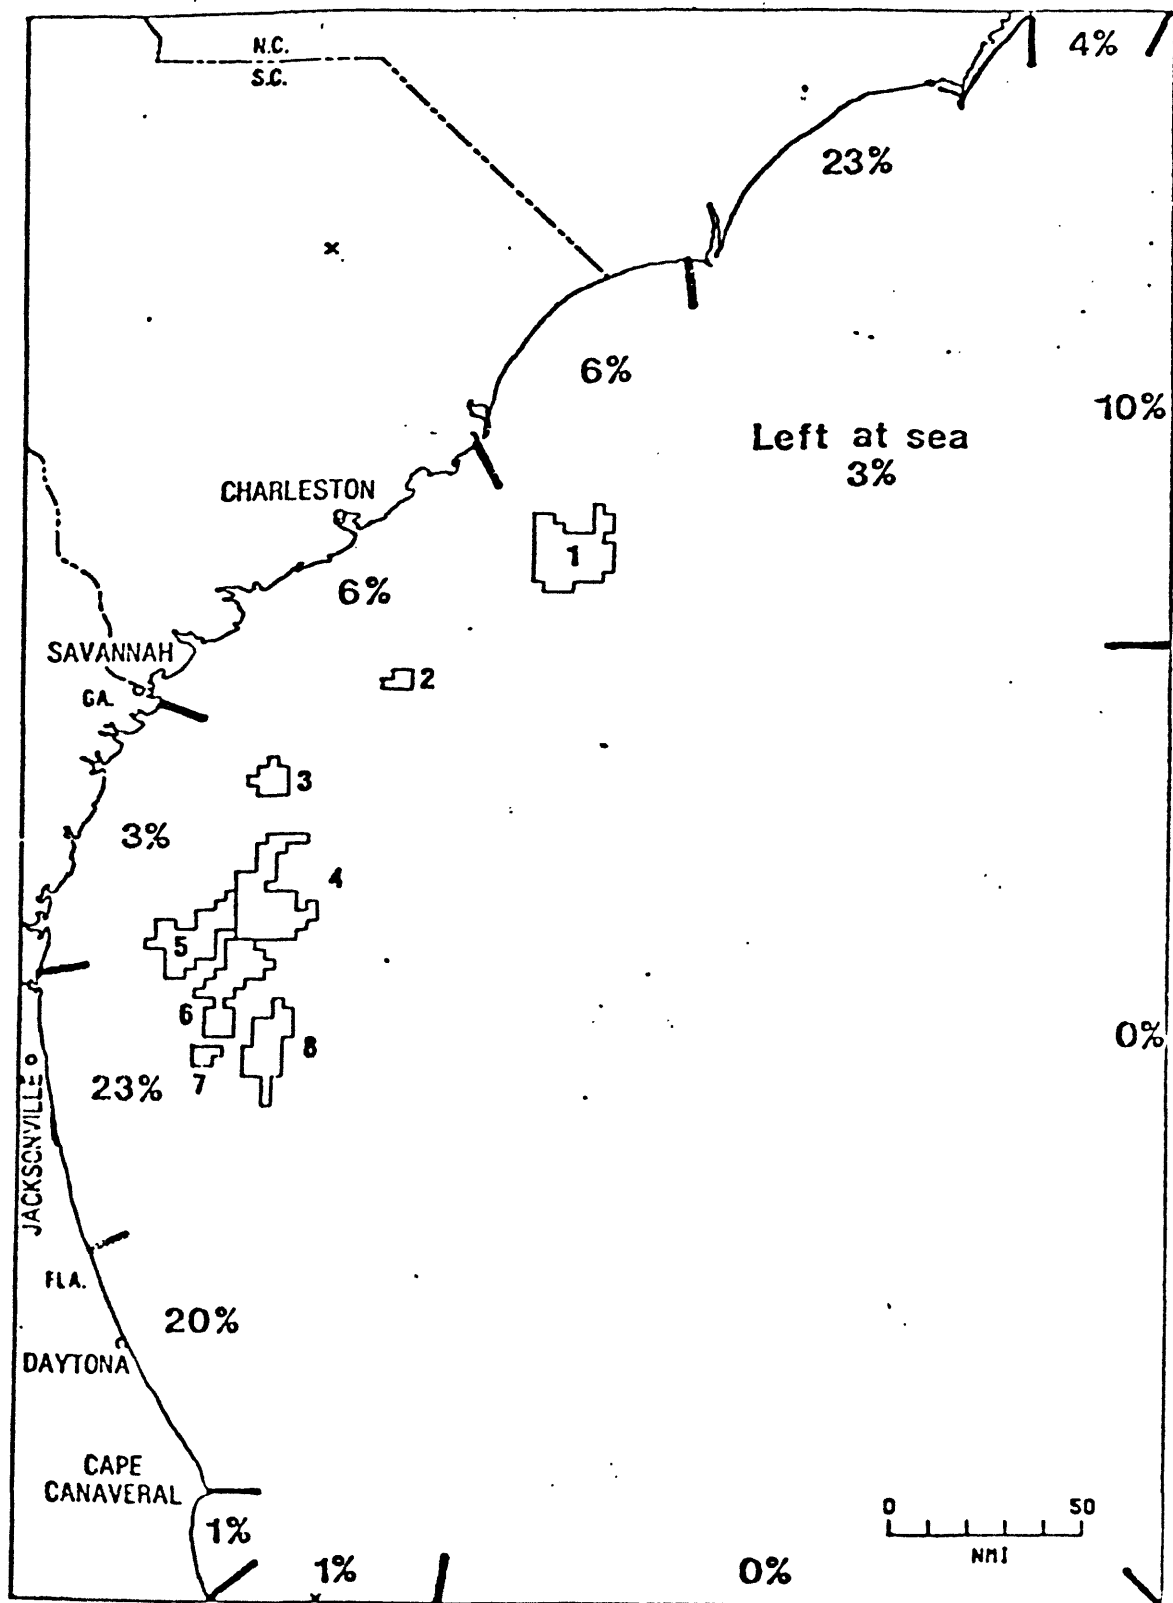 N.C.
S.C.
4%
23%
6%
10%
Left at sea
3%
CHARLESTON
1
6%
SAVANNAH
GA.
2
3
3%
4
5
6
7
8
0%
23%
JACKSONVILLE
FLA.
20%
DAYTONA
CAPE
CANAVERAL
1%
1%
0%
0 50
NMI